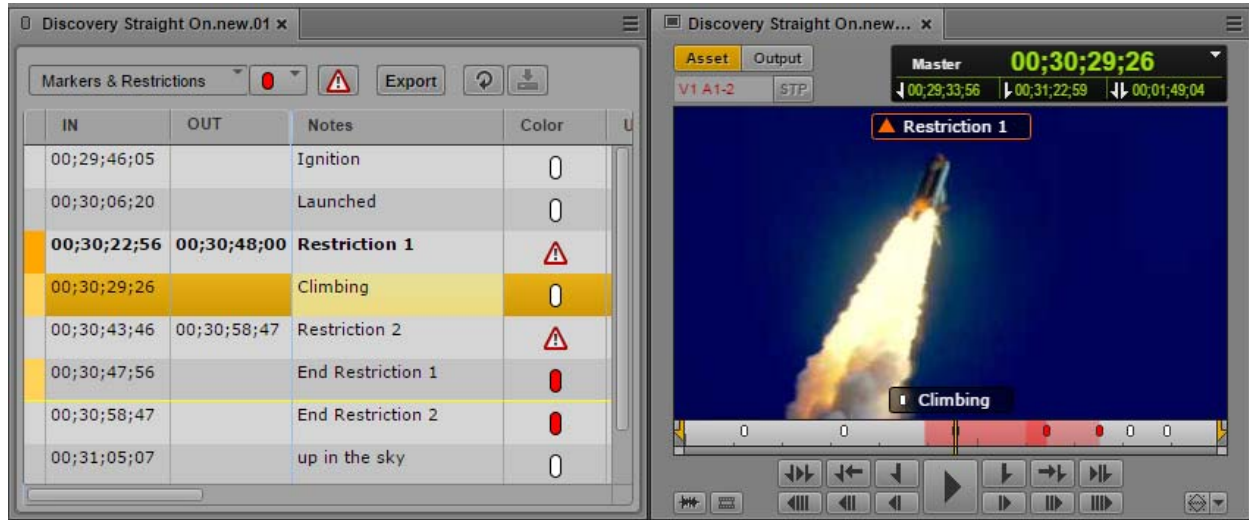 Discovery Straight On.new.01 ×
Markers & Restrictions
Export
IN OUT Notes Color U
00;29;46;05 Ignition
00;30;06;20 Launched
00;30;22;56 00;30;48;00 Restriction 1
00;30;29;26 Climbing
00;30;43;46 00;30;58;47 Restriction 2
00;30;47;56 End Restriction 1
00;30;58;47 End Restriction 2
00;31;05;07 up in the sky
Discovery Straight On.new... ×
Asset Output
V1 A1-2 STP
Master 00;30;29;26
00;29;33;56 00;31;22;59 00;01;49;04
Restriction 1
Climbing